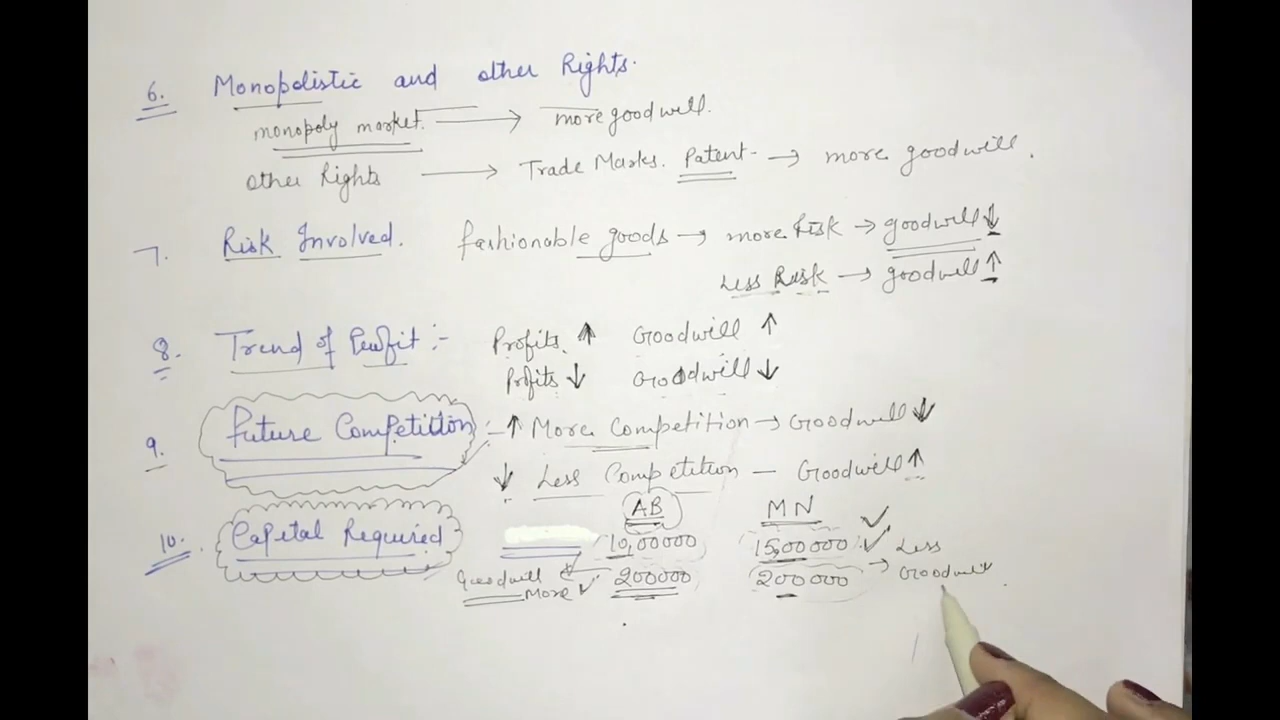 6. Monopolistic and other Rights.
monopoly market. → more goodwill.
other Rights → Trade Marks. Patent → more goodwill.
7. Risk Involved. fashionable goods → more Risk → goodwill ↓
Less Risk → goodwill ↑
8. Trend of Profit :- Profits ↑ Goodwill ↑
Profits ↓ Goodwill ↓
9. Future Competition - ↑ More Competition → Goodwill ↓
↓ Less Competition - Goodwill ↑
AB MN ✓
10. Capital Required 10,00000 15,00000 ✓ Less
Goodwill ← 200000 200000 → Goodwill
More ✓